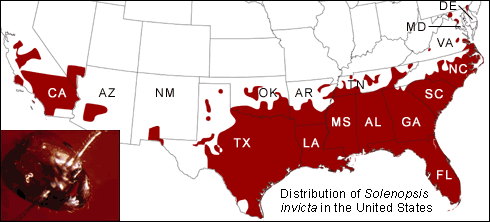 DE
MD
VA
NC
TN
CA
AZ
NM
OK
AR
SC
MS
AL
GA
TX
LA
FL
Distribution of Solenopsis
invicta in the United States